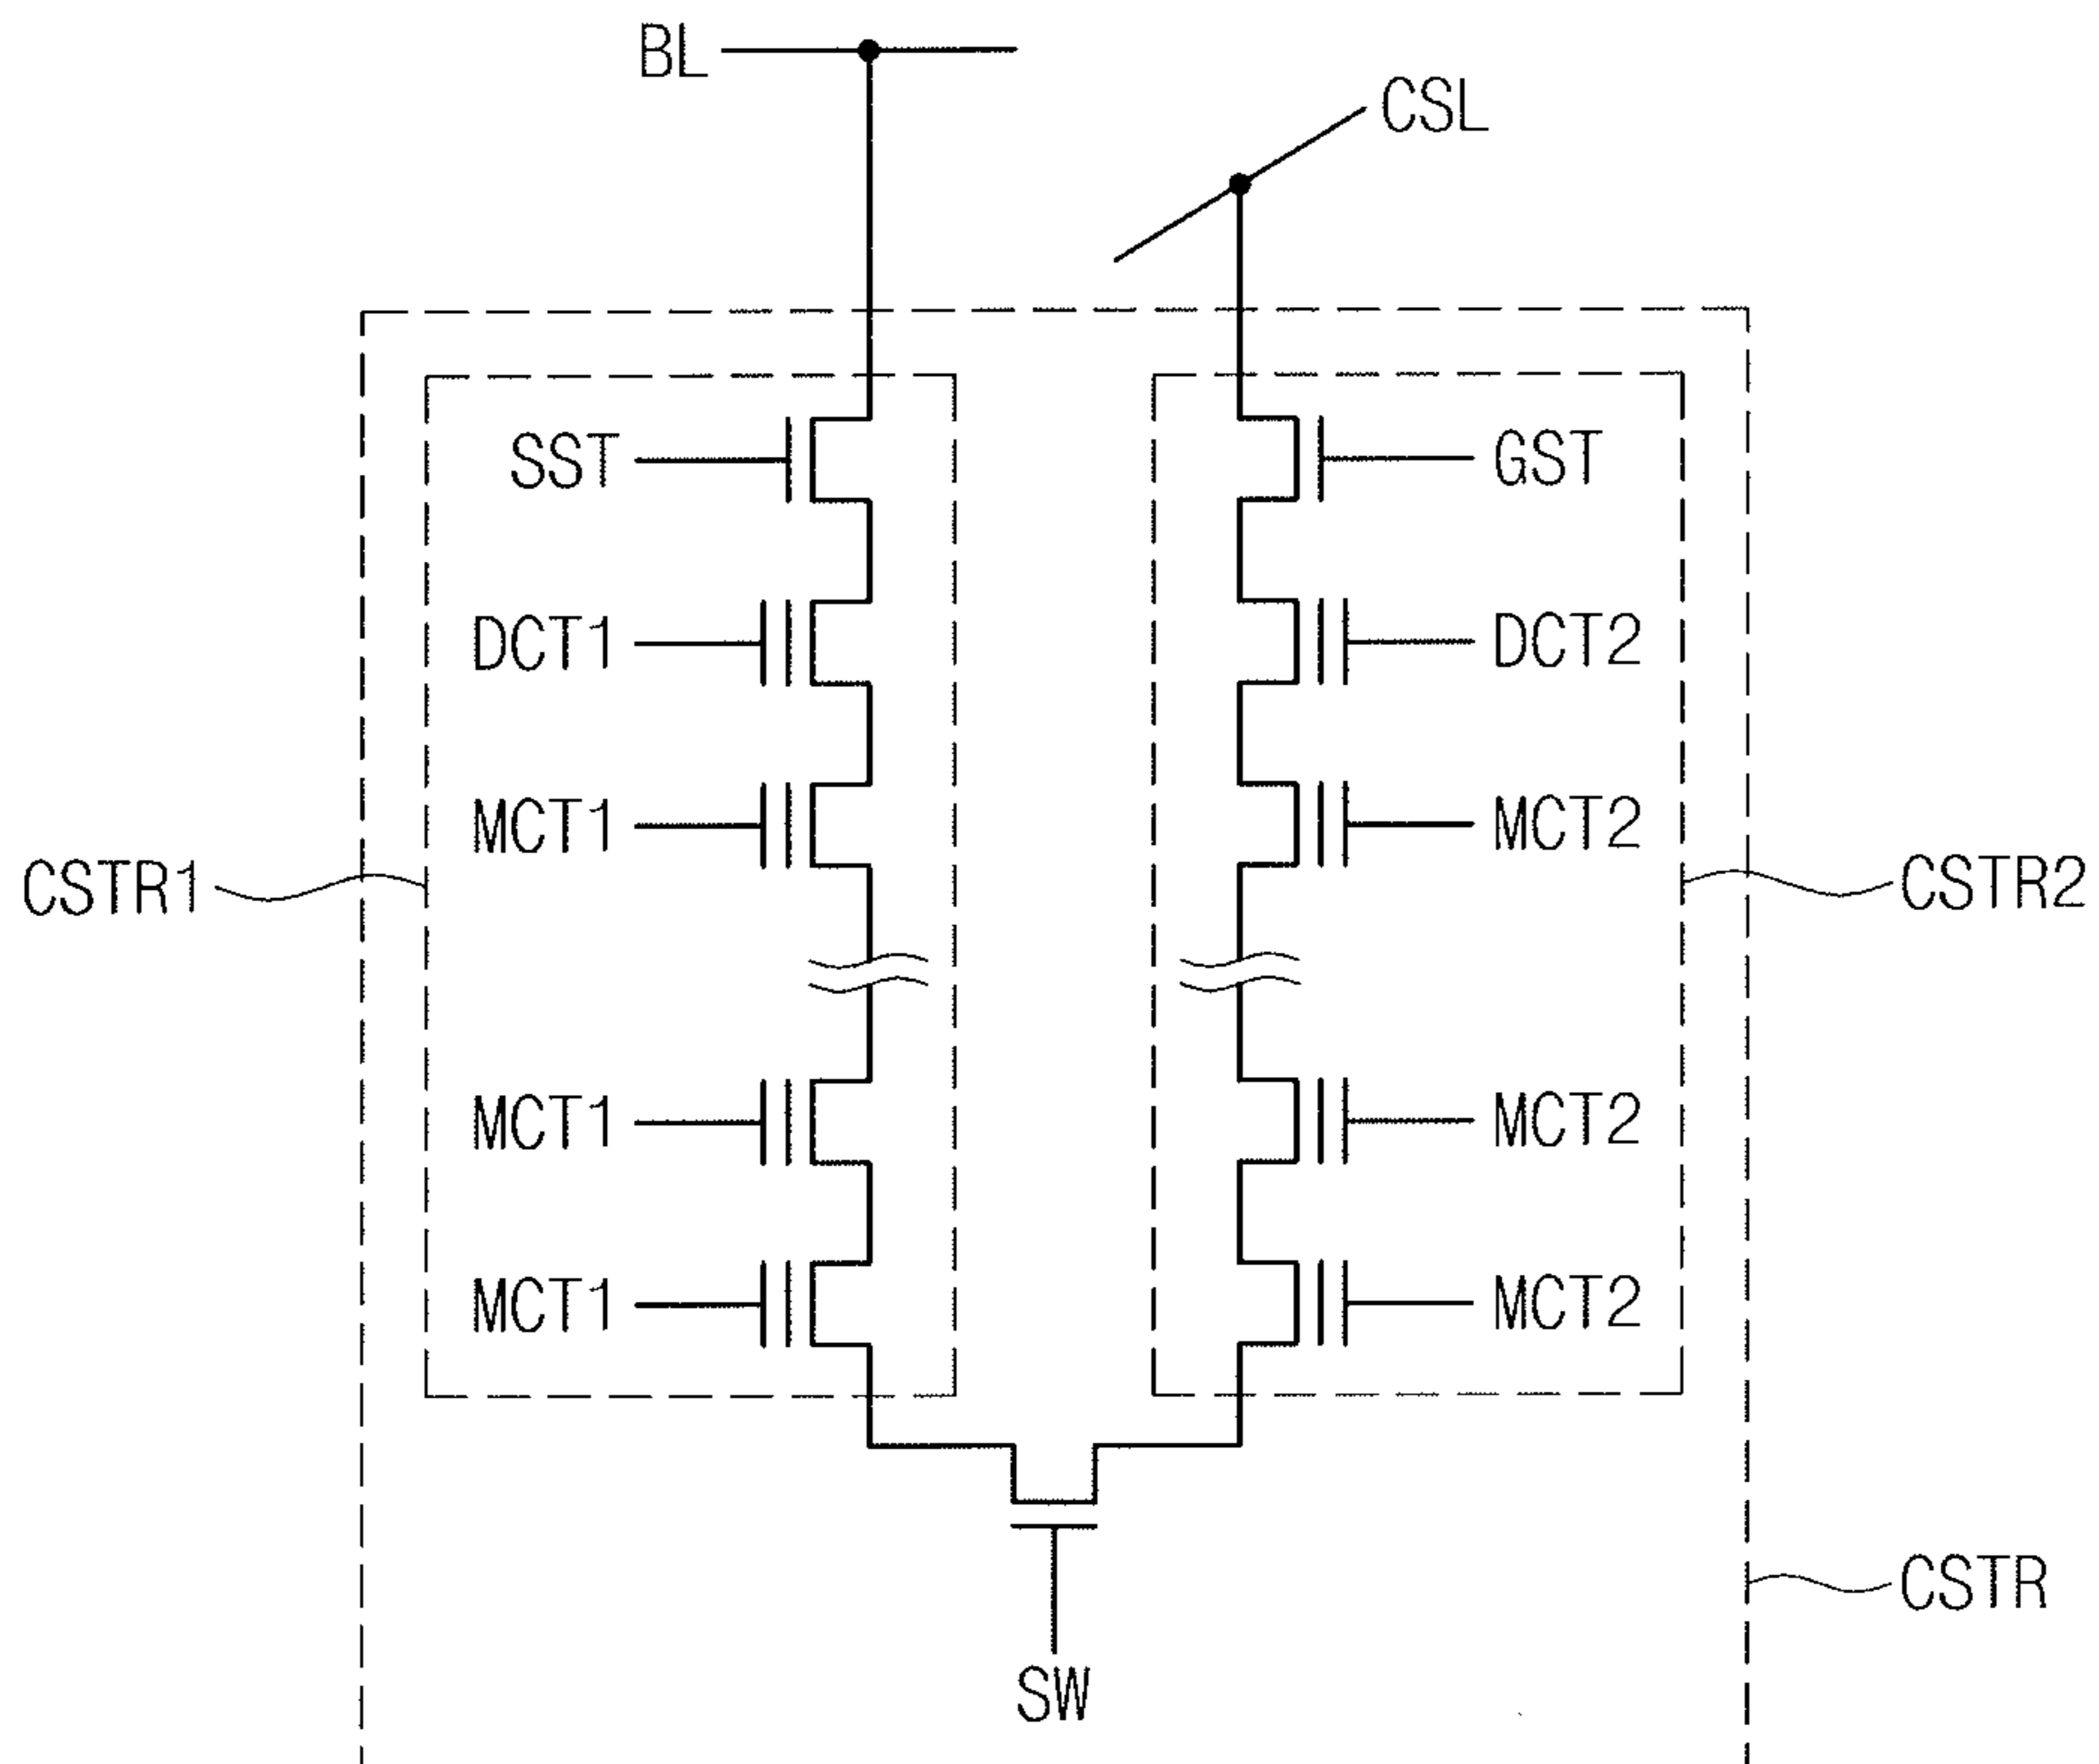 BL
CSL
SST
GST
DCT1
DCT2
MCT1
MCT2
CSTR1
CSTR2
MCT1
MCT2
MCT1
MCT2
CSTR
SW